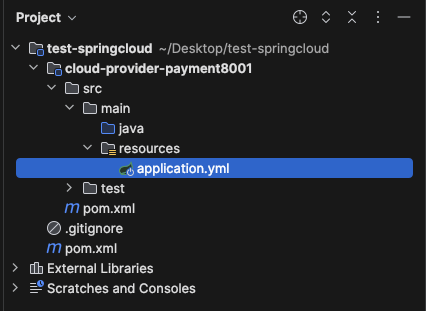 Project
test-springcloud ~/Desktop/test-springcloud
cloud-provider-payment8001
src
main
java
resources
application.yml
test
m pom.xml
.gitignore
m pom.xml
External Libraries
Scratches and Consoles